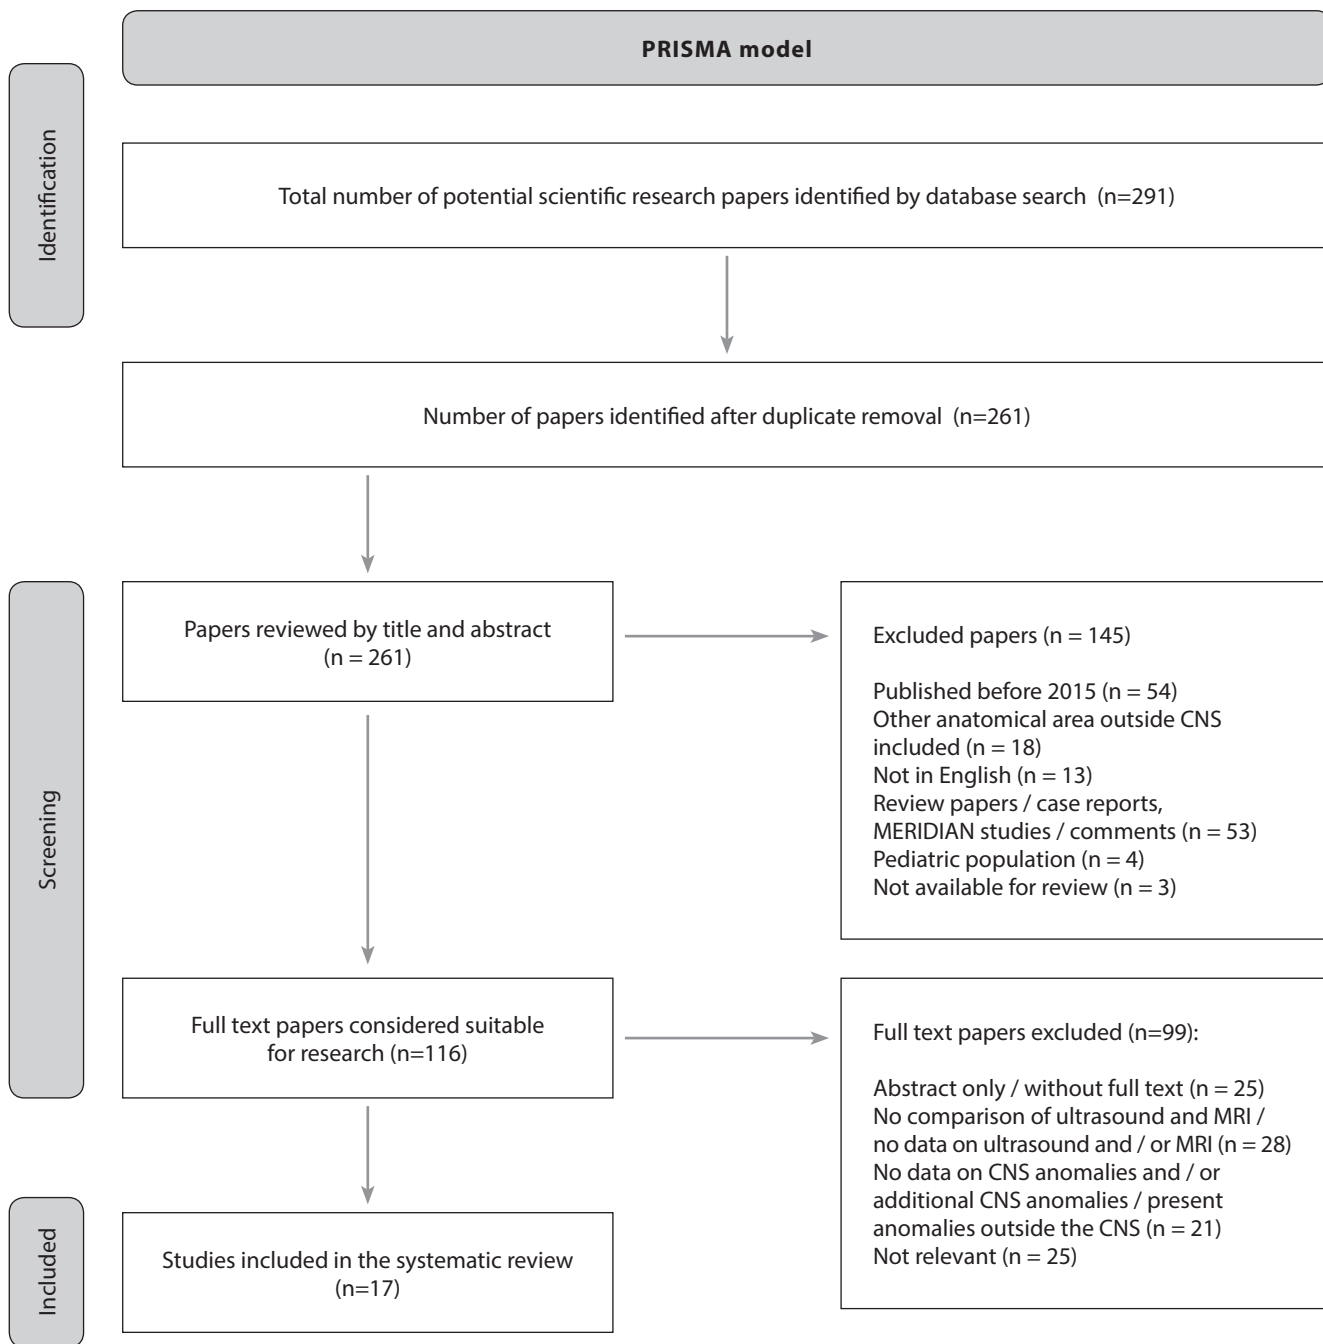 PRISMA model
Identification
Total number of potential scientific research papers identified by database search (n=291)
Number of papers identified after duplicate removal (n=261)
Screening
Papers reviewed by title and abstract
(n = 261)
Excluded papers (n = 145)
Published before 2015 (n = 54)
Other anatomical area outside CNS
included (n = 18)
Not in English (n = 13)
Review papers / case reports,
MERIDIAN studies / comments (n = 53)
Pediatric population (n = 4)
Not available for review (n = 3)
Full text papers considered suitable
for research (n=116)
Full text papers excluded (n=99):
Abstract only / without full text (n = 25)
No comparison of ultrasound and MRI /
no data on ultrasound and / or MRI (n = 28)
No data on CNS anomalies and / or
additional CNS anomalies / present
anomalies outside the CNS (n = 21)
Not relevant (n = 25)
Included
Studies included in the systematic review
(n=17)